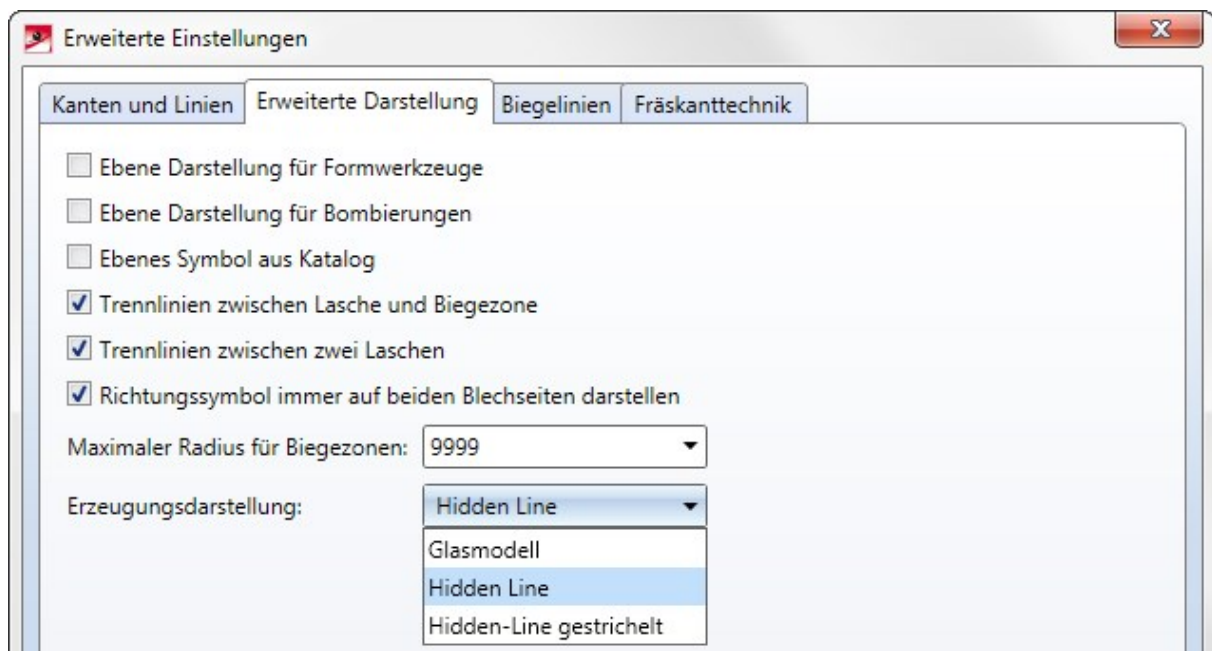 Erweiterte Einstellungen
Kanten und Linien Erweiterte Darstellung Biegelinien Fräskanttechnik
Ebene Darstellung für Formwerkzeuge
Ebene Darstellung für Bombierungen
Ebenes Symbol aus Katalog
Trennlinien zwischen Lasche und Biegezone
Trennlinien zwischen zwei Laschen
Richtungssymbol immer auf beiden Blechseiten darstellen
Maximaler Radius für Biegezonen: 9999
Erzeugungsdarstellung: Hidden Line
Glasmodell
Hidden Line
Hidden-Line gestrichelt